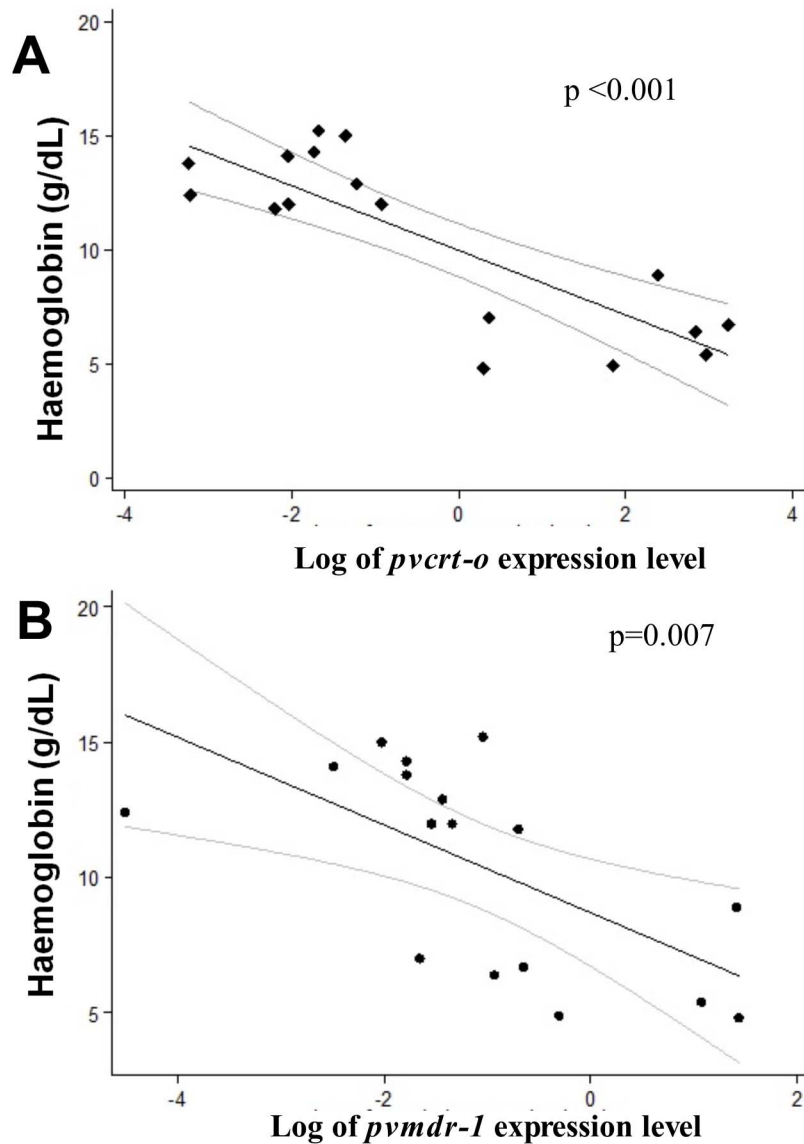 A
Haemoglobin (g/dL)
20
15
10
5
0
p <0.001
-4
-2
0
2
4
Log of pvcrt-o expression level
B
Haemoglobin (g/dL)
20
15
10
5
p=0.007
-4
-2
0
2
Log of pvmdr-1 expression level